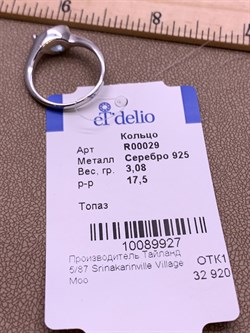 el'delio
Кольцо
Арт R00029
Металл Серебро 925
Вес, гр. 3,08
р-р 17,5
Топаз
10089927
Производитель Тайланд
5/87 Srinakarinville Village
Moo
ОТК1
32 920